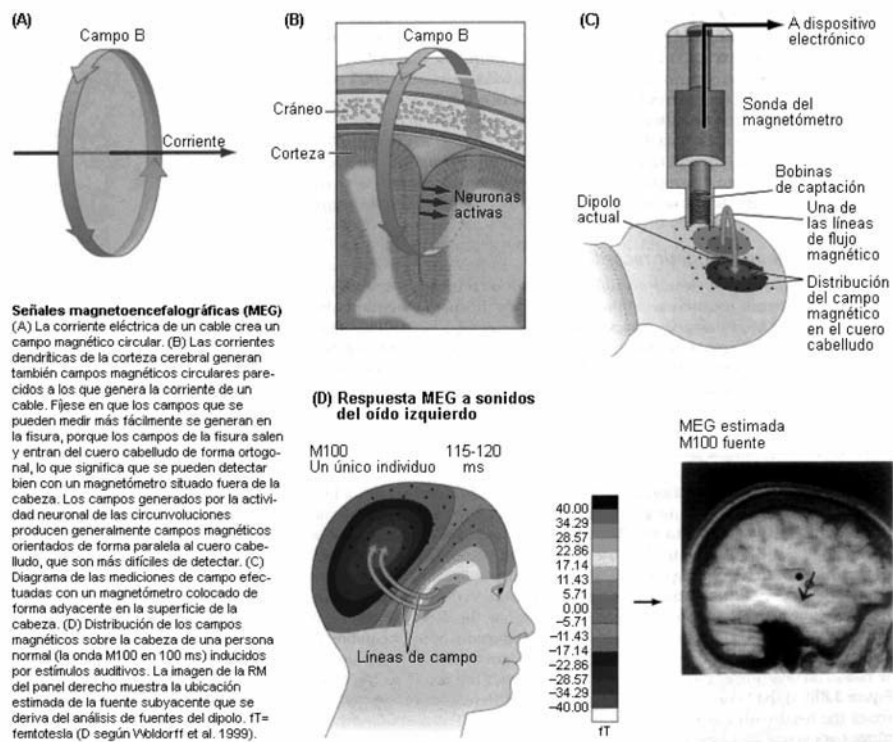 (A)
Campo B
Corriente
(B)
Campo B
Cráneo
Corteza
Neuronas
activas
(C)
A dispositivo
electrónico
Sonda del
magnetómetro
Bobinas
de captación
Dipolo
actual
Una de
las líneas
de flujo
magnético
Distribución
del campo
magnético
en el cuero
cabelludo
Señales magnetoencefalográficas (MEG)
(A) La corriente eléctrica de un cable crea un
campo magnético circular. (B) Las corrientes
dendríticas de la corteza cerebral generan
también campos magnéticos circulares pare-
cidos a los que genera la corriente de un
cable. Fíjese en que los campos que se
pueden medir más fácilmente se generan en
la fisura, porque los campos de la fisura salen
y entran del cuero cabelludo de forma ortogo-
nal, lo que significa que se pueden detectar
bien con un magnetómetro situado fuera de la
cabeza. Los campos generados por la activi-
dad neuronal de las circunvoluciones
producen generalmente campos magnéticos
orientados de forma paralela al cuero cabe-
lludo, que son más difíciles de detectar. (C)
Diagrama de las mediciones de campo efec-
tuadas con un magnetómetro colocado de
forma adyacente en la superficie de la
cabeza. (D) Distribución de los campos
magnéticos sobre la cabeza de una persona
normal (la onda M100 en 100 ms) inducidos
por estímulos auditivos. La imagen de la RM
del panel derecho muestra la ubicación
estimada de la fuente subyacente que se
deriva del análisis de fuentes del dipolo. fT=
femtotesla (D según Woldorff et al. 1999).
(D) Respuesta MEG a sonidos
del oído izquierdo
M100 115-120
Un único individuo ms
Líneas de campo
40.00
34.29
28.57
22.86
17.14
11.43
5.71
0.00
−5.71
−11.43
−17.14
−22.86
−28.57
−34.29
−40.00
fT
MEG estimada
M100 fuente